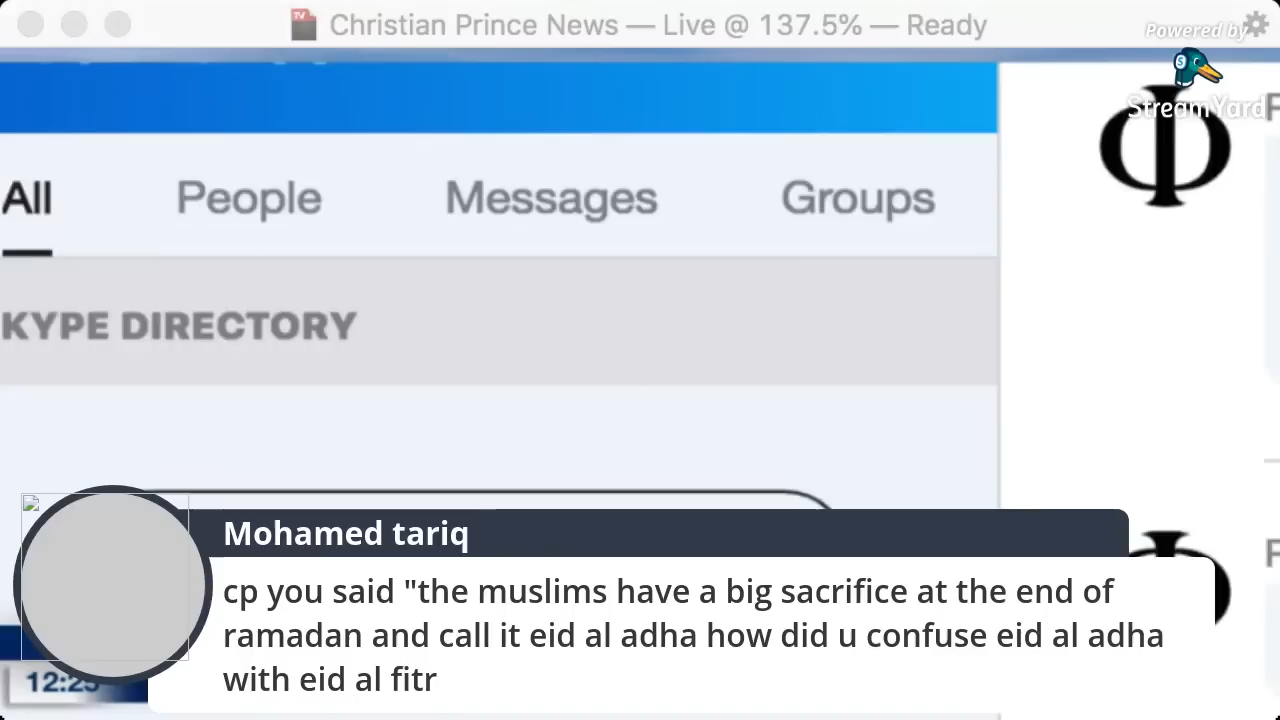 Christian Prince News — Live @ 137.5% — Ready
Powered by
StreamYard
All People Messages Groups
KYPE DIRECTORY
Mohamed tariq
cp you said "the muslims have a big sacrifice at the end of
ramadan and call it eid al adha how did u confuse eid al adha
with eid al fitr